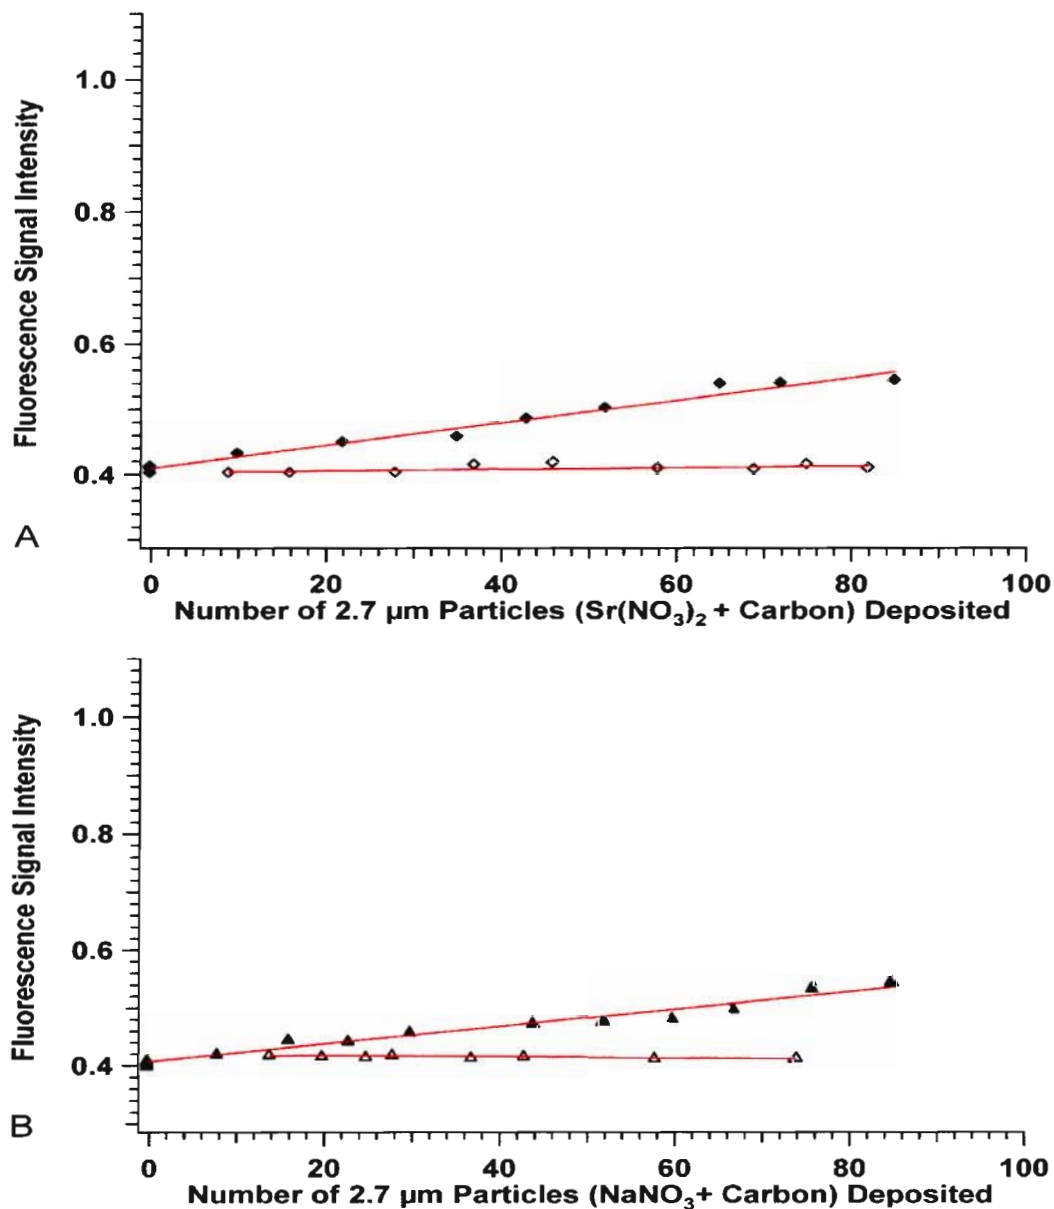 Fluorescence Signal Intensity
1.0
0.8
0.6
0.4
A
0 20 40 60 80 100
Number of 2.7 µm Particles (Sr(NO₃)₂ + Carbon) Deposited
Fluorescence Signal Intensity
1.0
0.8
0.6
0.4
B
0 20 40 60 80 100
Number of 2.7 µm Particles (NaNO₃+ Carbon) Deposited